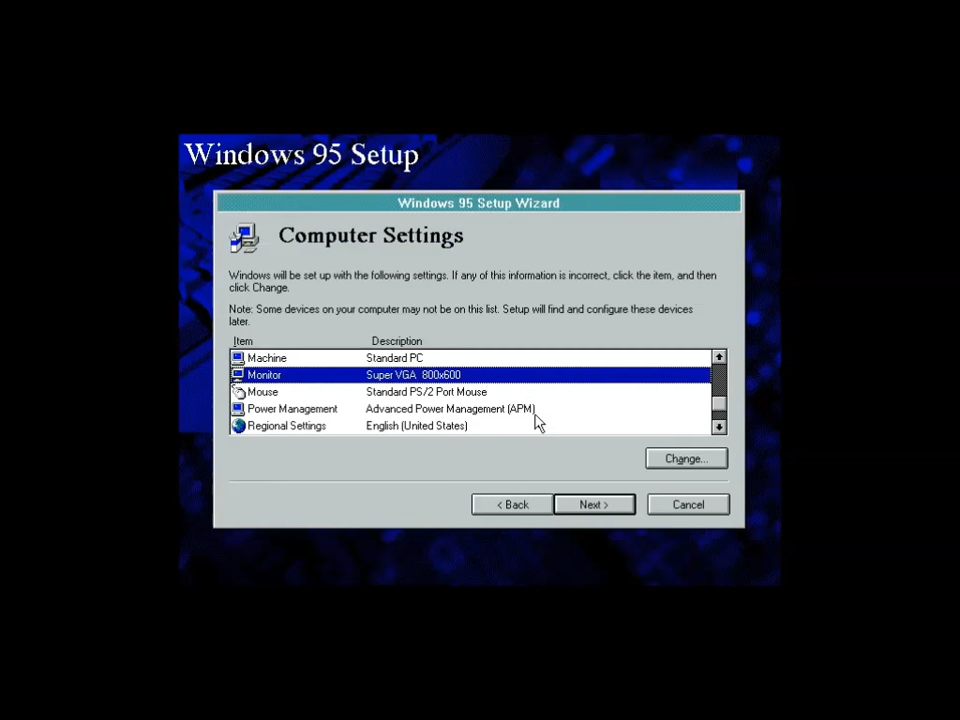 Windows 95 Setup
Windows 95 Setup Wizard
Computer Settings
Windows will be set up with the following settings. If any of this information is incorrect, click the item, and then
click Change.
Note: Some devices on your computer may not be on this list. Setup will find and configure these devices
later.
Item Description
Machine Standard PC
Monitor Super VGA 800x600
Mouse Standard PS/2 Port Mouse
Power Management Advanced Power Management (APM)
Regional Settings English (United States)
Change...
< Back Next > Cancel